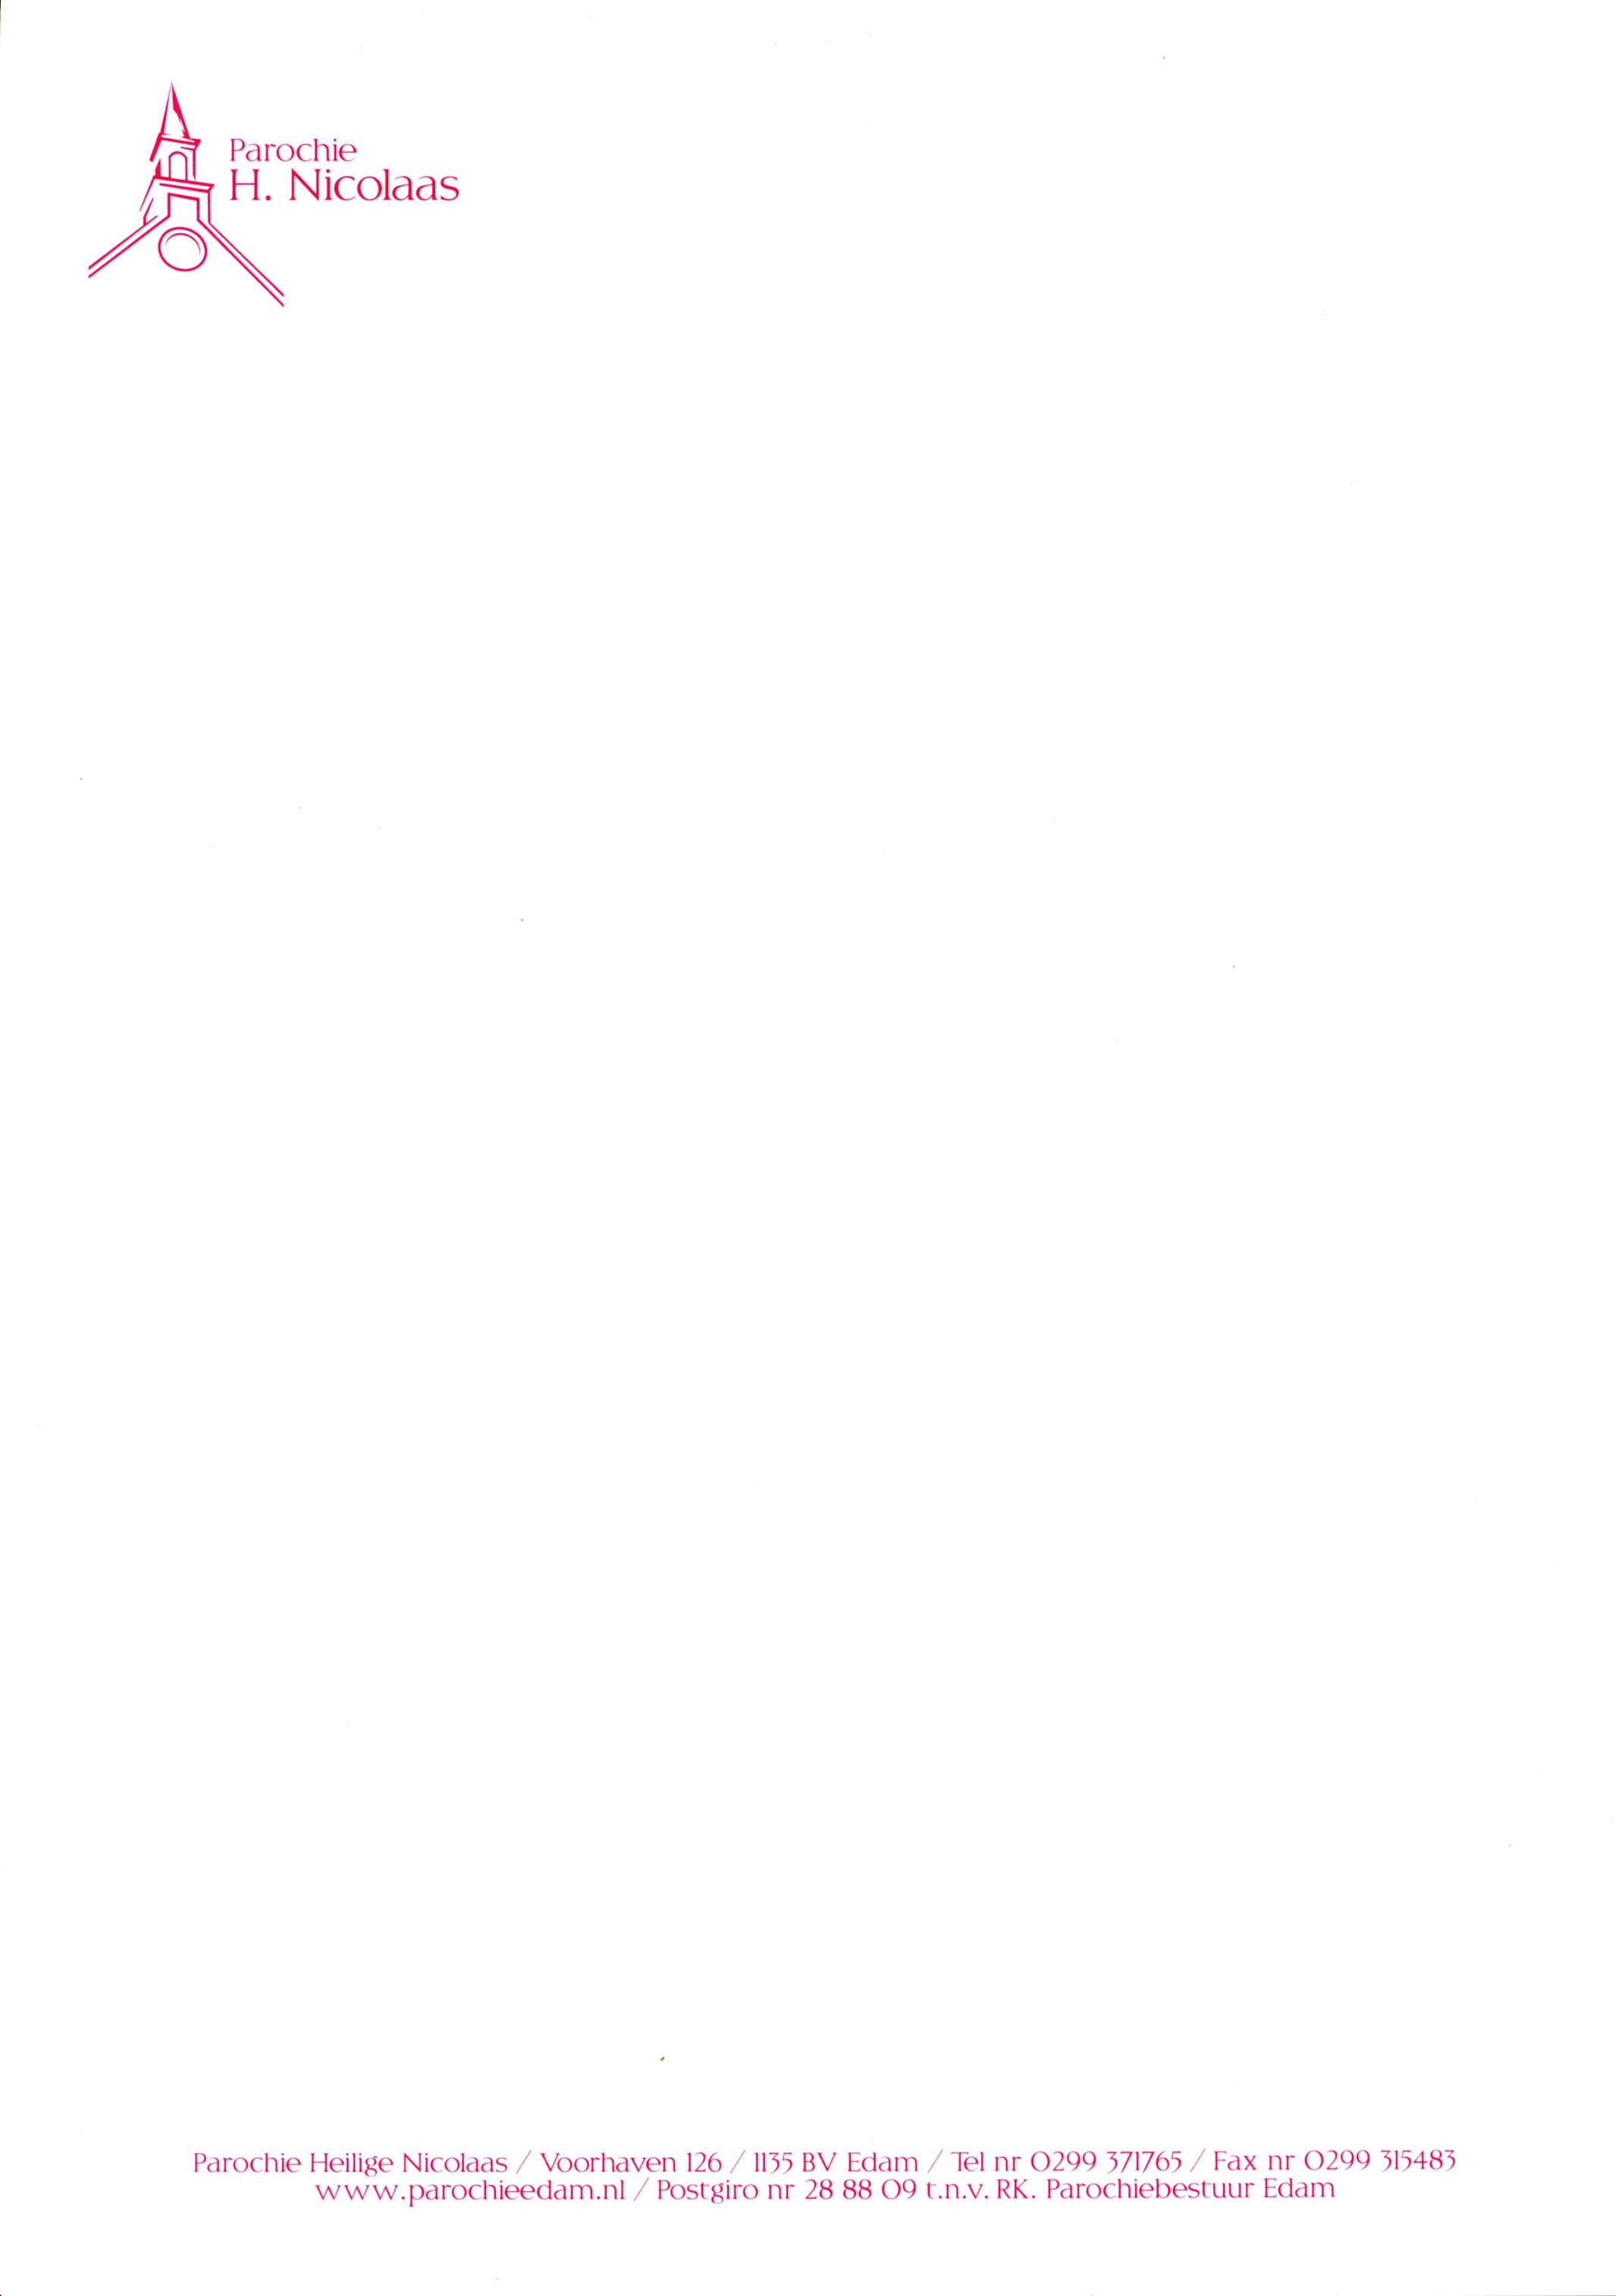 Parochie
H. Nicolaas
Parochie Heilige Nicolaas / Voorhaven 126 / 1135 BV Edam / Tel nr 0299 371765 / Fax nr 0299 315483
www.parochieedam.nl / Postgiro nr 28 88 09 t.n.v. RK. Parochiebestuur Edam